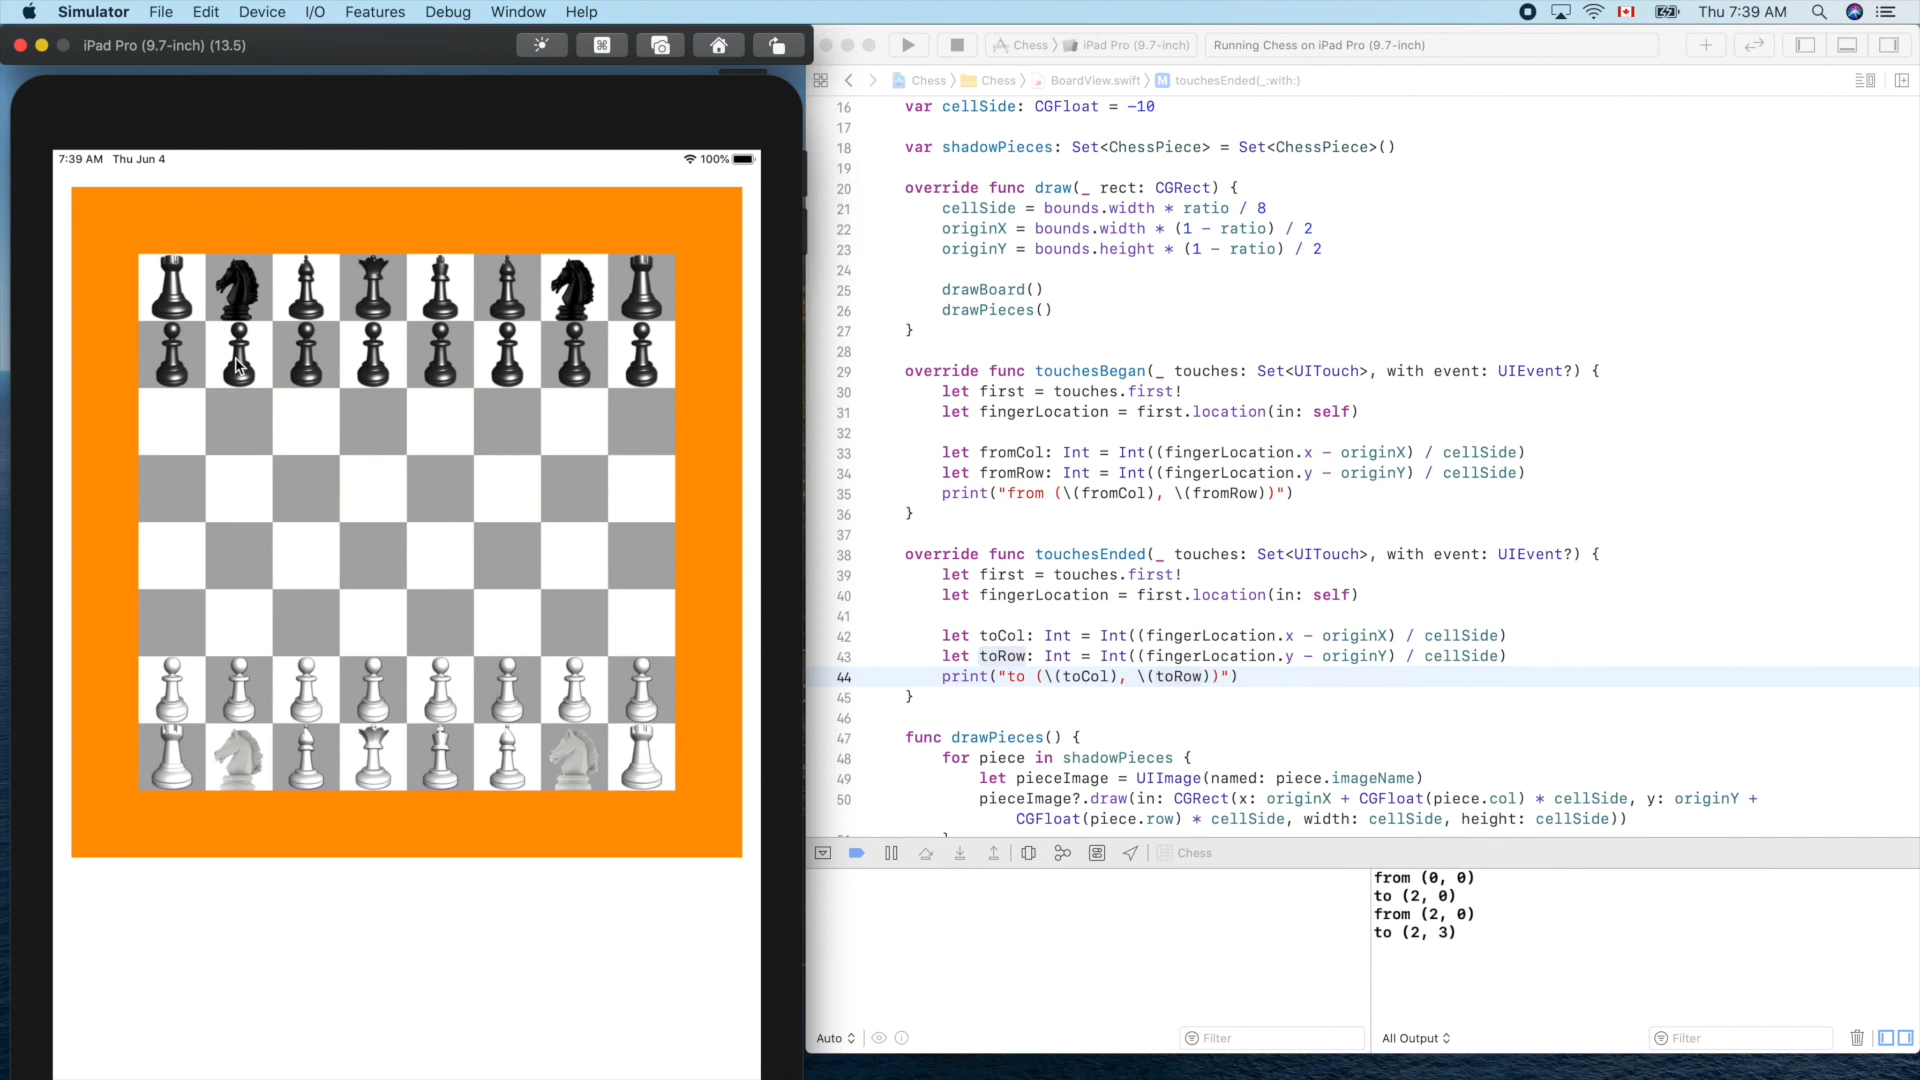 Simulator File Edit Device I/O Features Debug Window Help
Thu 7:39 AM
iPad Pro (9.7-inch) (13.5)
Chess iPad Pro (9.7-inch)
Running Chess on iPad Pro (9.7-inch)
Chess Chess BoardView.swift M touchesEnded(_:with:)
7:39 AM Thu Jun 4
100%
16 var cellSide: CGFloat = -10
17
18 var shadowPieces: Set<ChessPiece> = Set<ChessPiece>()
19
20 override func draw(_ rect: CGRect) {
21 cellSide = bounds.width * ratio / 8
22 originX = bounds.width * (1 - ratio) / 2
23 originY = bounds.height * (1 - ratio) / 2
24
25 drawBoard()
26 drawPieces()
27 }
28
29 override func touchesBegan(_ touches: Set<UITouch>, with event: UIEvent?) {
30 let first = touches.first!
31 let fingerLocation = first.location(in: self)
32
33 let fromCol: Int = Int((fingerLocation.x - originX) / cellSide)
34 let fromRow: Int = Int((fingerLocation.y - originY) / cellSide)
35 print("from (\(fromCol), \(fromRow))")
36 }
37
38 override func touchesEnded(_ touches: Set<UITouch>, with event: UIEvent?) {
39 let first = touches.first!
40 let fingerLocation = first.location(in: self)
41
42 let toCol: Int = Int((fingerLocation.x - originX) / cellSide)
43 let toRow: Int = Int((fingerLocation.y - originY) / cellSide)
44 print("to (\(toCol), \(toRow))")
45 }
46
47 func drawPieces() {
48 for piece in shadowPieces {
49 let pieceImage = UIImage(named: piece.imageName)
50 pieceImage?.draw(in: CGRect(x: originX + CGFloat(piece.col) * cellSide, y: originY +
CGFloat(piece.row) * cellSide, width: cellSide, height: cellSide))
Chess
from (0, 0)
to (2, 0)
from (2, 0)
to (2, 3)
Auto
Filter
All Output
Filter